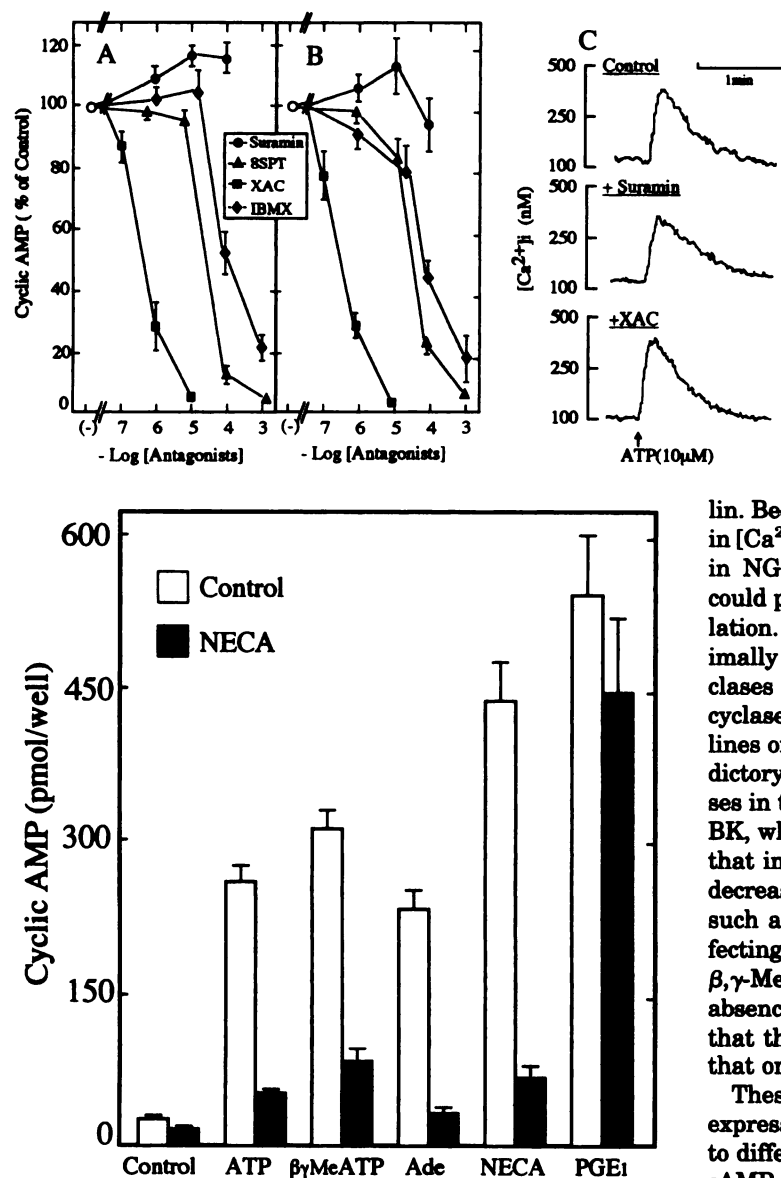 A
B
C
120
100
80
60
40
20
0
Cyclic AMP ( % of Control)
Suramin
8SPT
XAC
IBMX
(-) 7 6 5 4 3
(-) 7 6 5 4 3
- Log [Antagonists]
- Log [Antagonists]
Control
1min
500
250
100
+ Suramin
500
250
100
+XAC
500
250
100
[Ca2+]i (nM)
ATP(10μM)
600
450
300
150
0
Cyclic AMP (pmol/well)
Control
NECA
Control ATP βγMeATP Ade NECA PGE1
lin. Be
in [Ca2
in NG
could p
lation.
imally
clases
cyclase
lines o
dictory
ses in t
BK, wl
that in
decreas
such a
fecting
β,γ-Me
absenc
that th
that or
Thes
express
to diffe